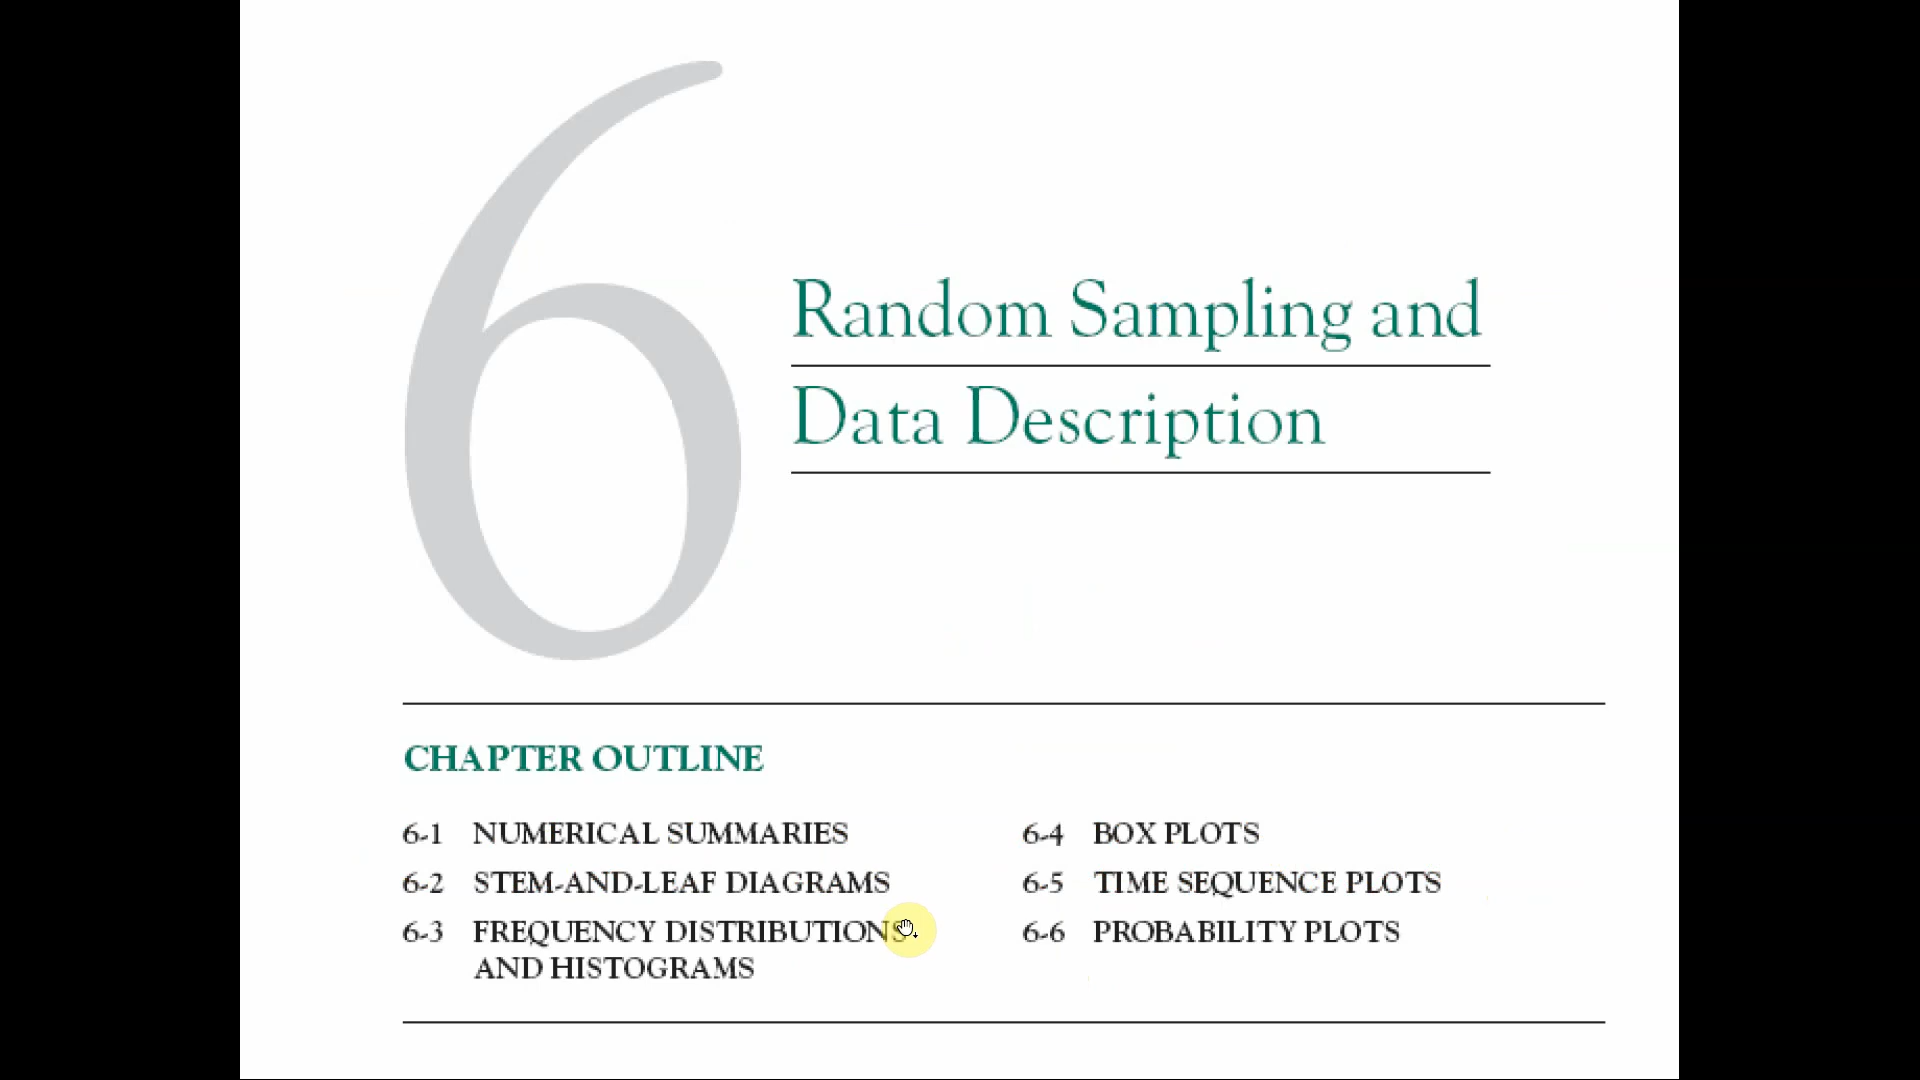 6
Random Sampling and
Data Description
CHAPTER OUTLINE
6-1 NUMERICAL SUMMARIES
6-2 STEM-AND-LEAF DIAGRAMS
6-3 FREQUENCY DISTRIBUTIONS
AND HISTOGRAMS
6-4 BOX PLOTS
6-5 TIME SEQUENCE PLOTS
6-6 PROBABILITY PLOTS